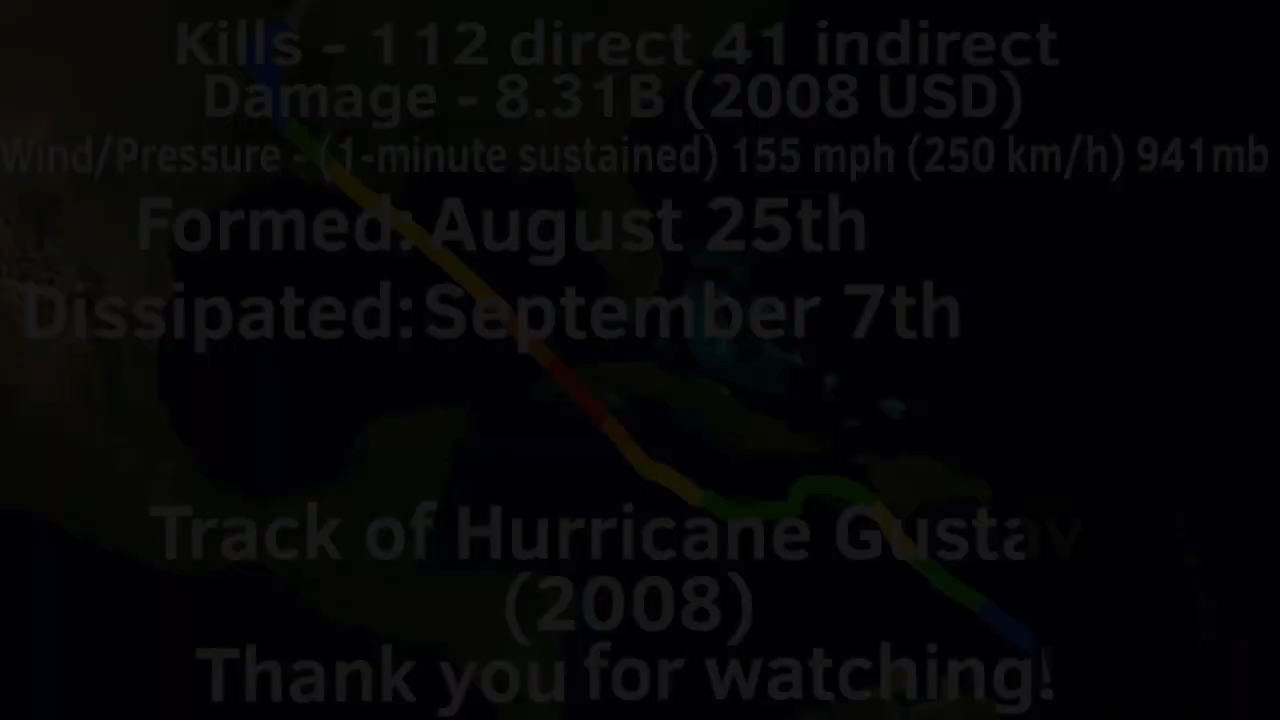 Kills - 112 direct 41 indirect
Damage - 8.31B (2008 USD)
Wind/Pressure - (1-minute sustained) 155 mph (250 km/h) 941mb
Formed: August 25th
Dissipated: September 7th
Track of Hurricane Gustav
(2008)
Thank you for watching!